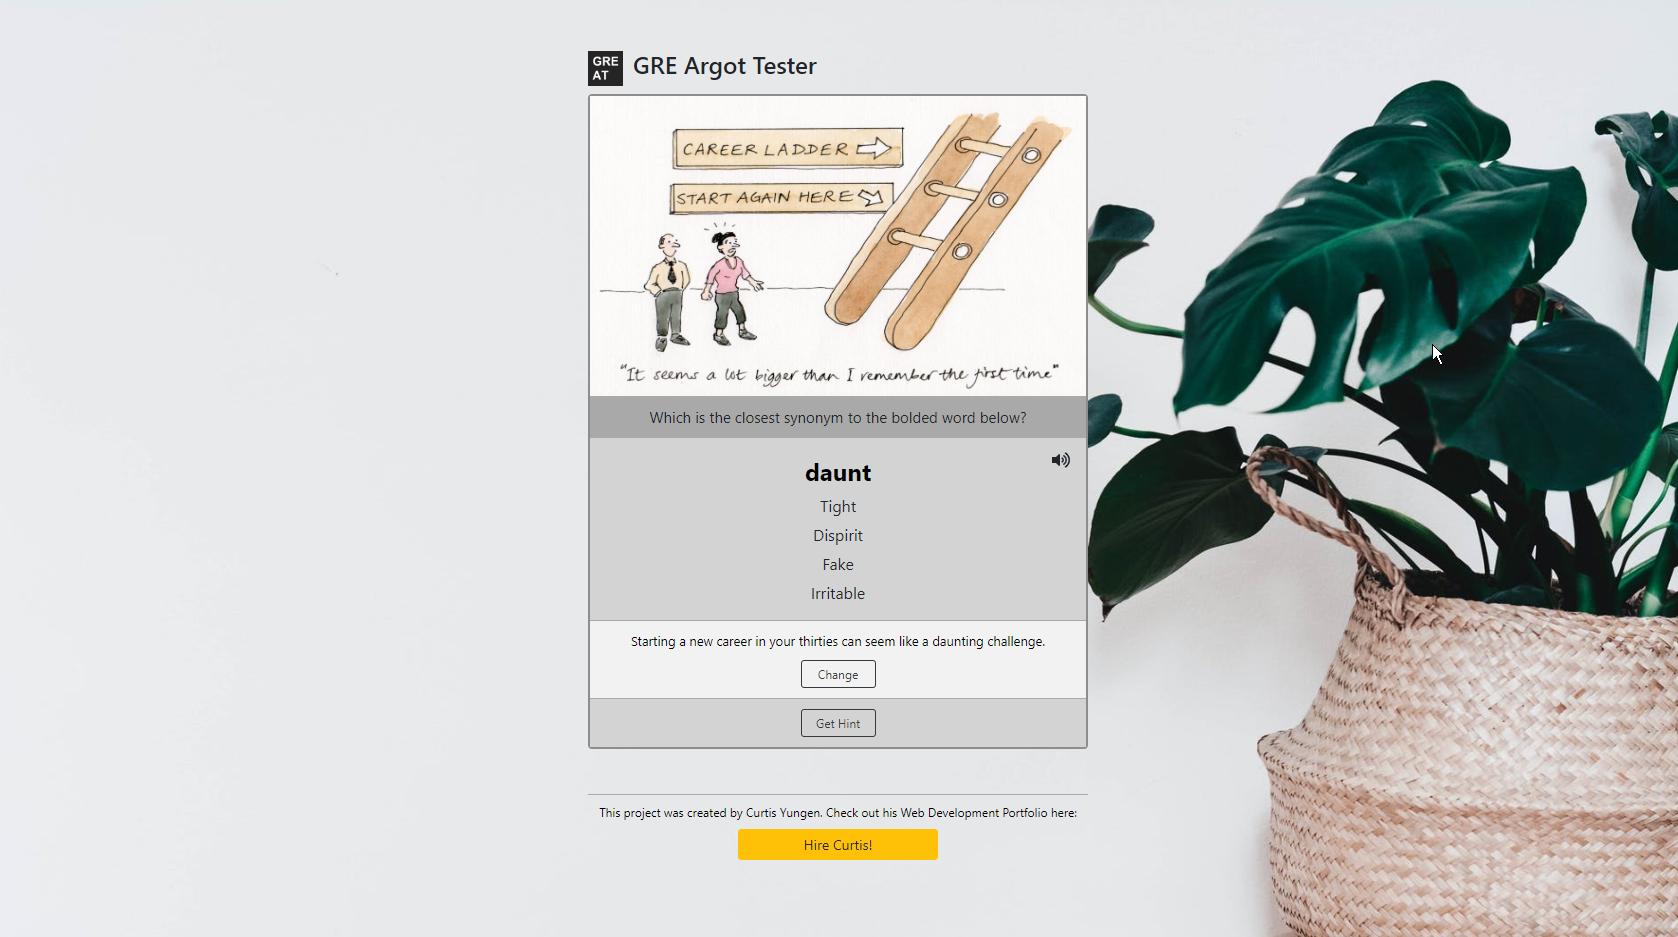 GRE
AT
GRE Argot Tester
CAREER LADDER
START AGAIN HERE
"It seems a lot bigger than I remember the first time"
Which is the closest synonym to the bolded word below?
daunt
Tight
Dispirit
Fake
Irritable
Starting a new career in your thirties can seem like a daunting challenge.
Change
Get Hint
This project was created by Curtis Yungen. Check out his Web Development Portfolio here:
Hire Curtis!